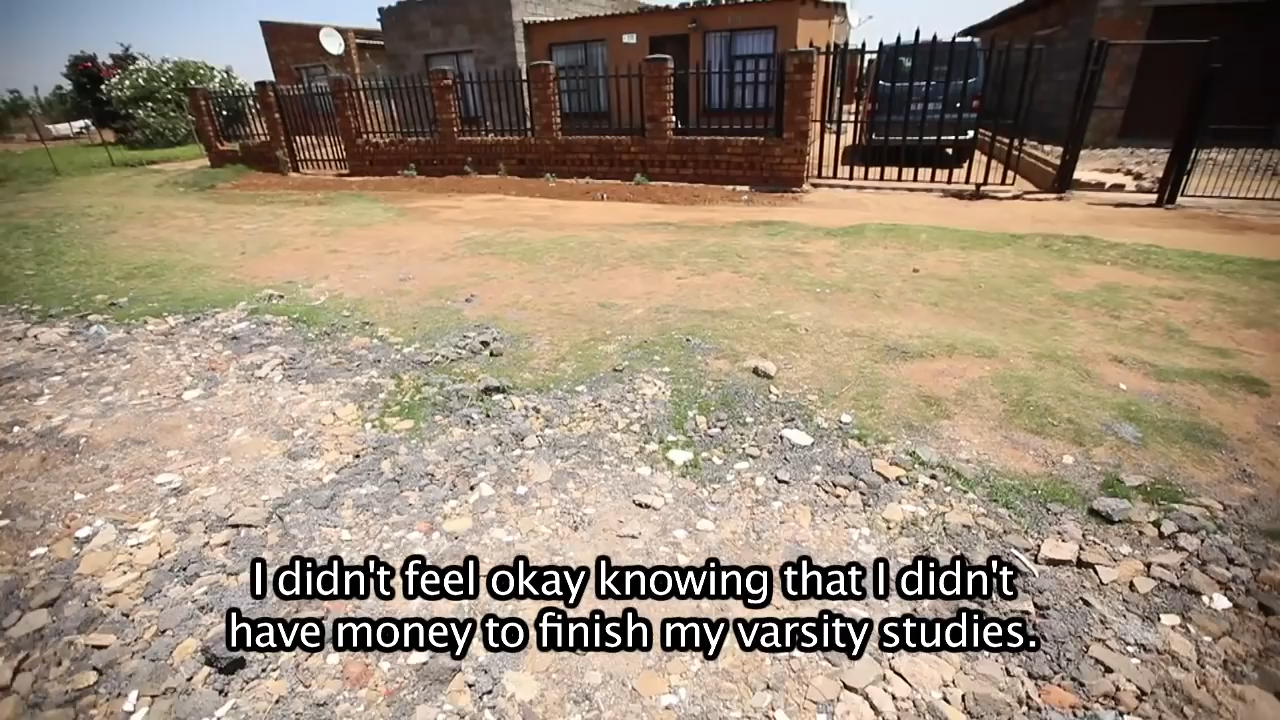 I didn't feel okay knowing that I didn't
have money to finish my varsity studies.